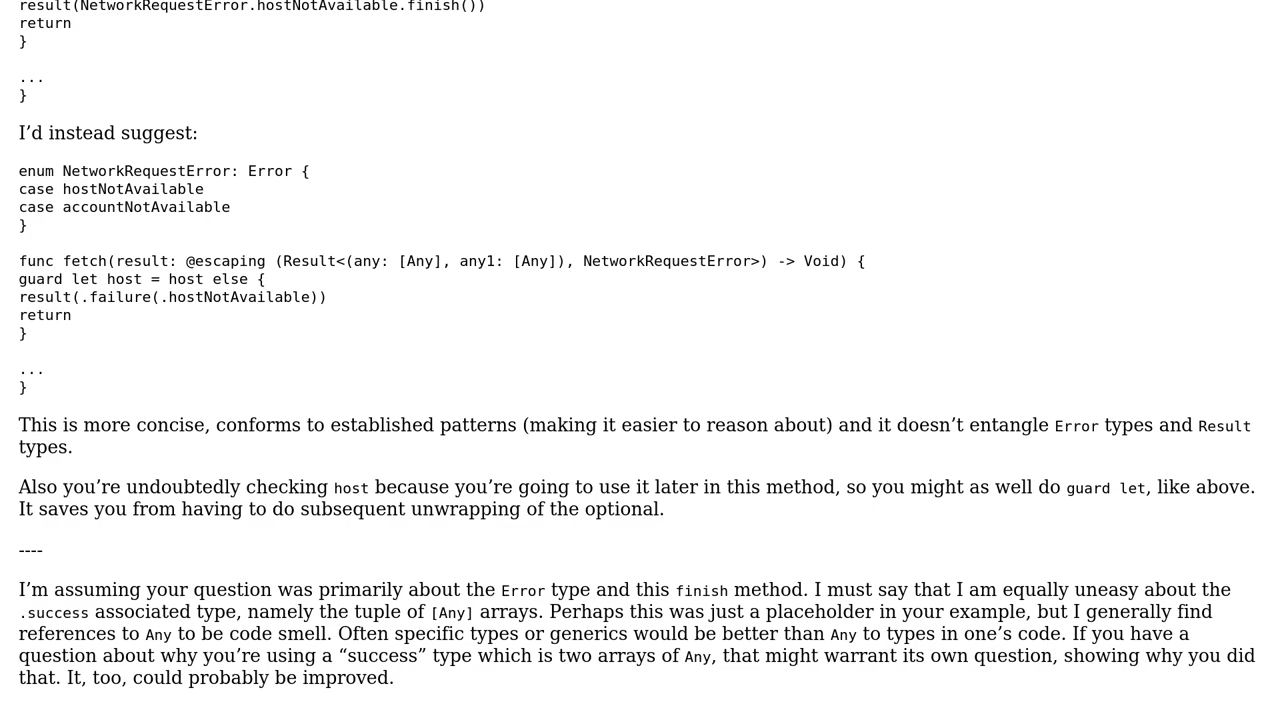 result(NetworkRequestError.hostNotAvailable.finish())
return
}
...
}
I’d instead suggest:
enum NetworkRequestError: Error {
case hostNotAvailable
case accountNotAvailable
}
func fetch(result: @escaping (Result<(any: [Any], any1: [Any]), NetworkRequestError>) -> Void) {
guard let host = host else {
result(.failure(.hostNotAvailable))
return
}
...
}
This is more concise, conforms to established patterns (making it easier to reason about) and it doesn’t entangle Error types and Result
types.
Also you’re undoubtedly checking host because you’re going to use it later in this method, so you might as well do guard let, like above.
It saves you from having to do subsequent unwrapping of the optional.
----
I’m assuming your question was primarily about the Error type and this finish method. I must say that I am equally uneasy about the
.success associated type, namely the tuple of [Any] arrays. Perhaps this was just a placeholder in your example, but I generally find
references to Any to be code smell. Often specific types or generics would be better than Any to types in one’s code. If you have a
question about why you’re using a “success” type which is two arrays of Any, that might warrant its own question, showing why you did
that. It, too, could probably be improved.